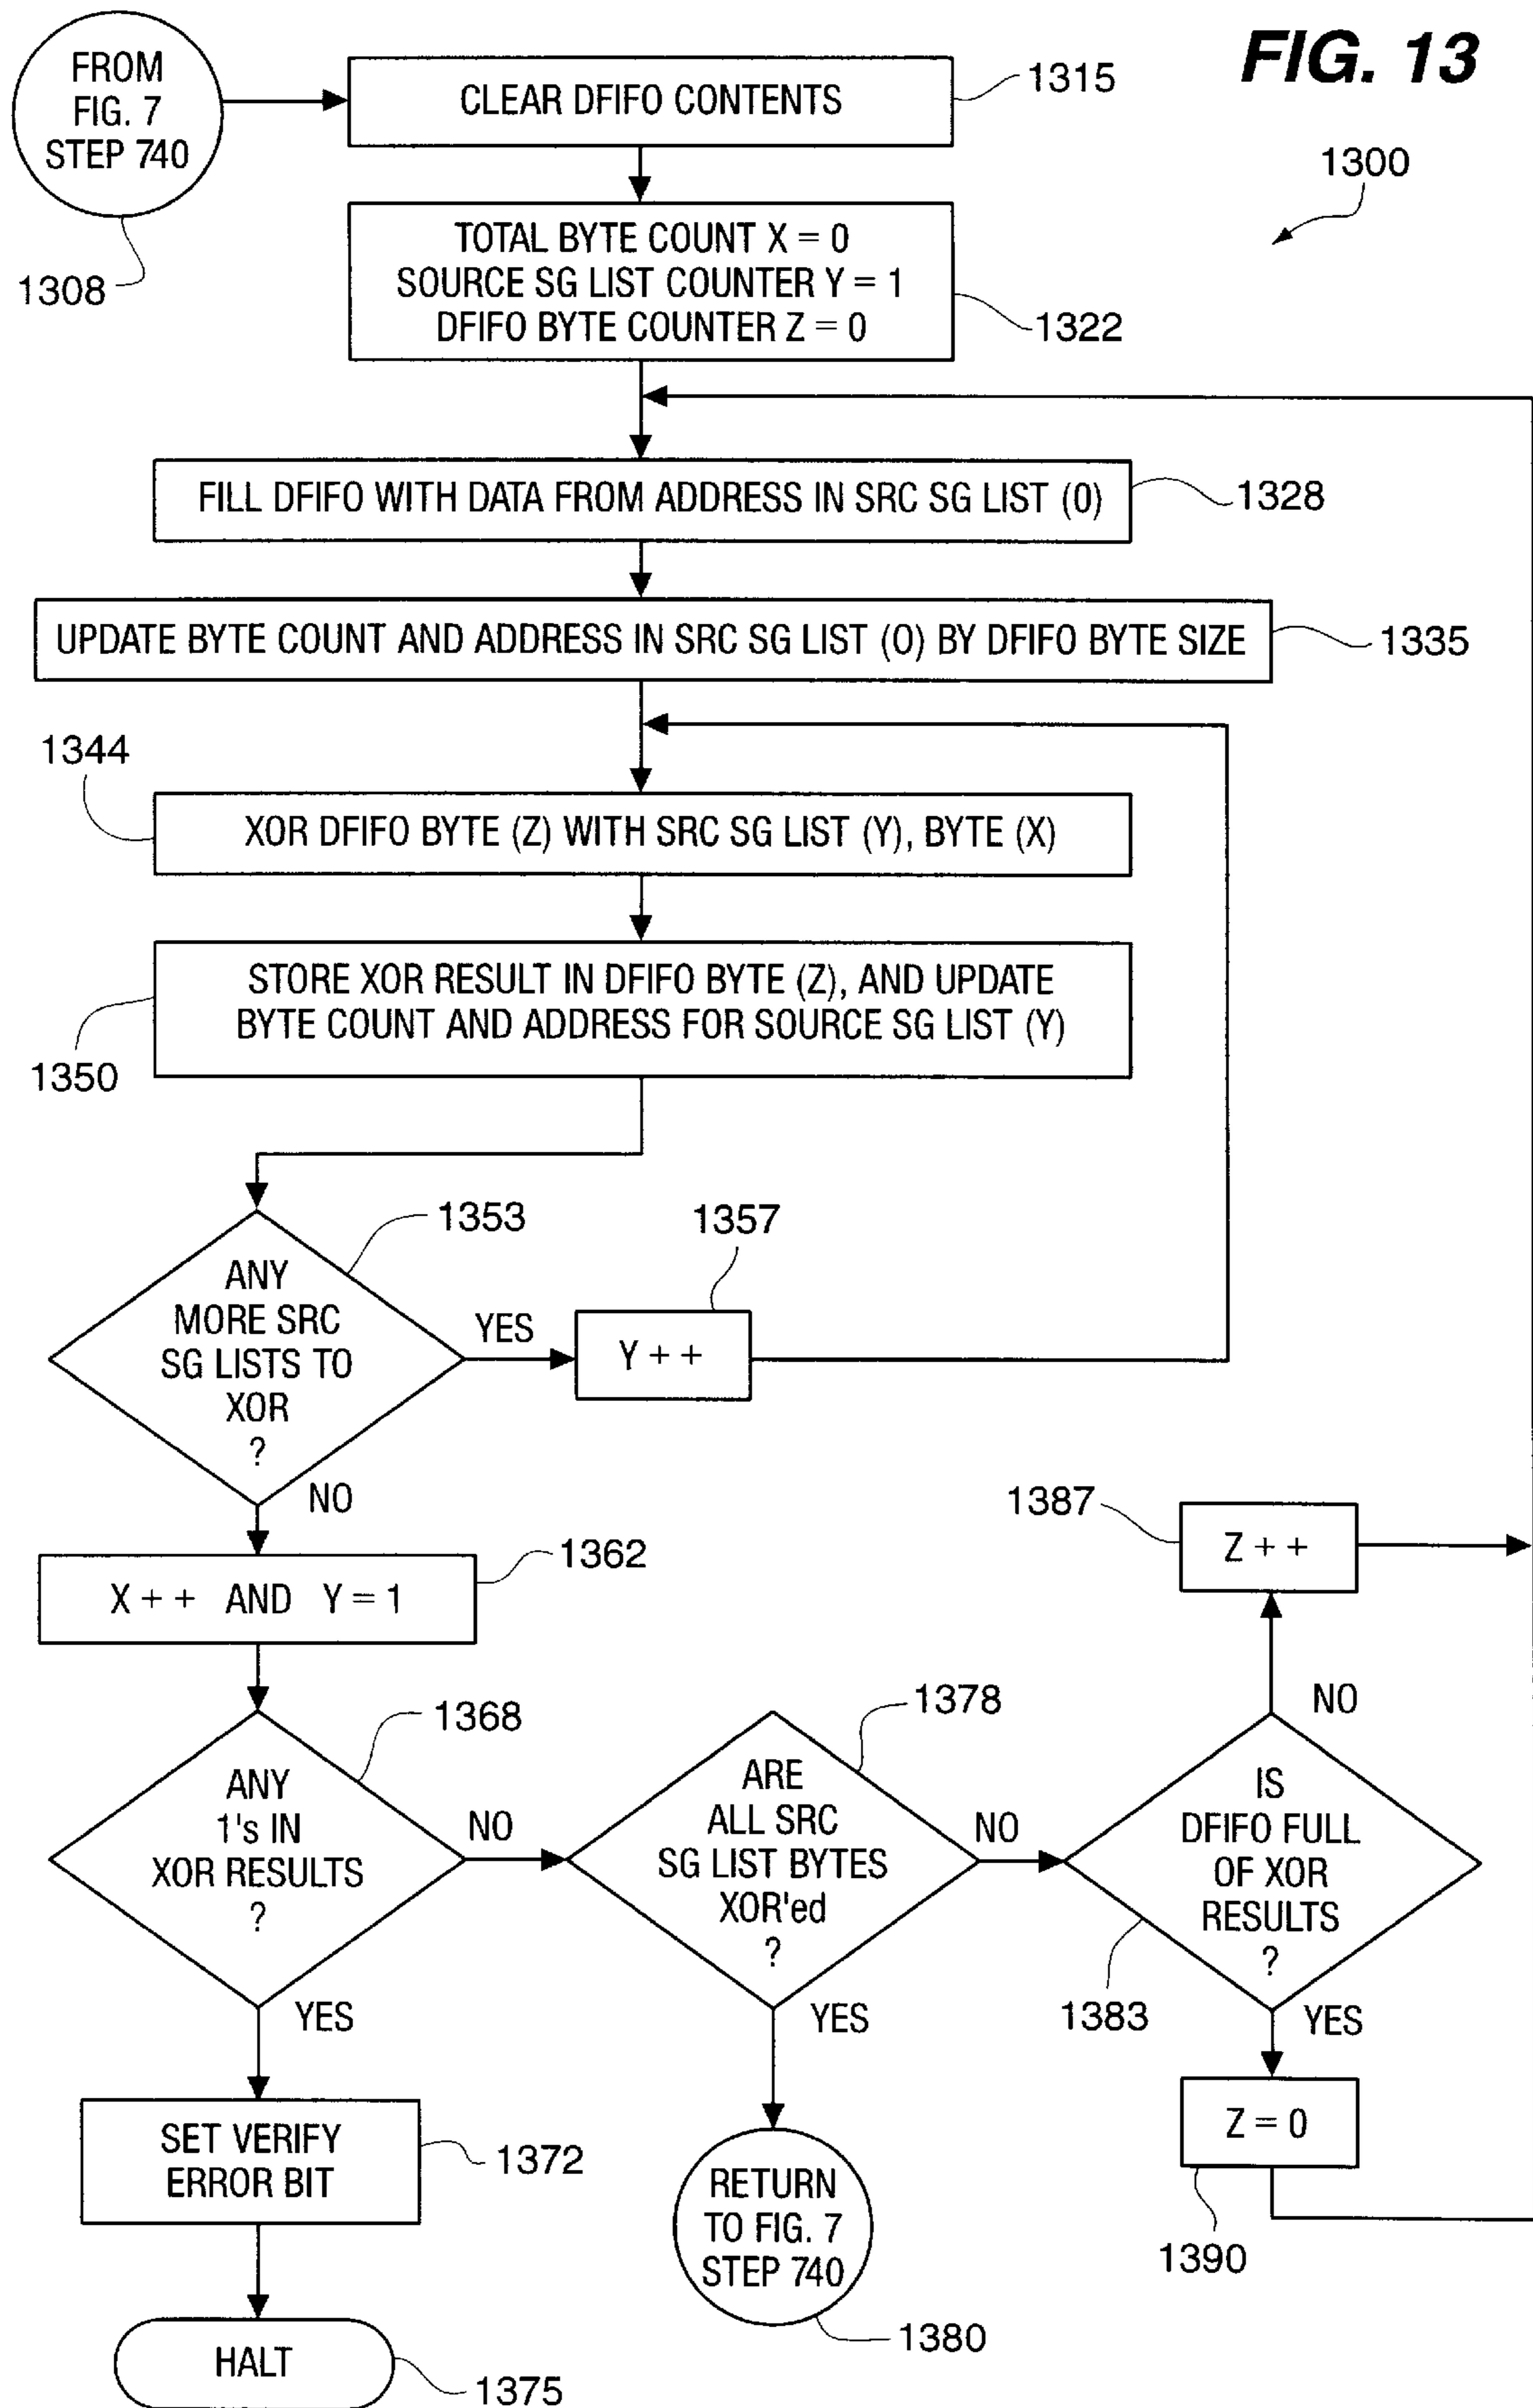 FIG. 13
1300
FROM
FIG. 7
STEP 740
1308
CLEAR DFIFO CONTENTS
1315
TOTAL BYTE COUNT X = 0
SOURCE SG LIST COUNTER Y = 1
DFIFO BYTE COUNTER Z = 0
1322
FILL DFIFO WITH DATA FROM ADDRESS IN SRC SG LIST (0)
1328
UPDATE BYTE COUNT AND ADDRESS IN SRC SG LIST (0) BY DFIFO BYTE SIZE
1335
1344
XOR DFIFO BYTE (Z) WITH SRC SG LIST (Y), BYTE (X)
STORE XOR RESULT IN DFIFO BYTE (Z), AND UPDATE
BYTE COUNT AND ADDRESS FOR SOURCE SG LIST (Y)
1350
ANY
MORE SRC
SG LISTS TO
XOR
?
1353
YES
1357
Y + +
NO
X + + AND Y = 1
1362
ANY
1's IN
XOR RESULTS
?
1368
NO
YES
SET VERIFY
ERROR BIT
1372
HALT
1375
ARE
ALL SRC
SG LIST BYTES
XOR'ed
?
1378
NO
YES
RETURN
TO FIG. 7
STEP 740
1380
IS
DFIFO FULL
OF XOR
RESULTS
?
1383
NO
1387
Z + +
YES
Z = 0
1390